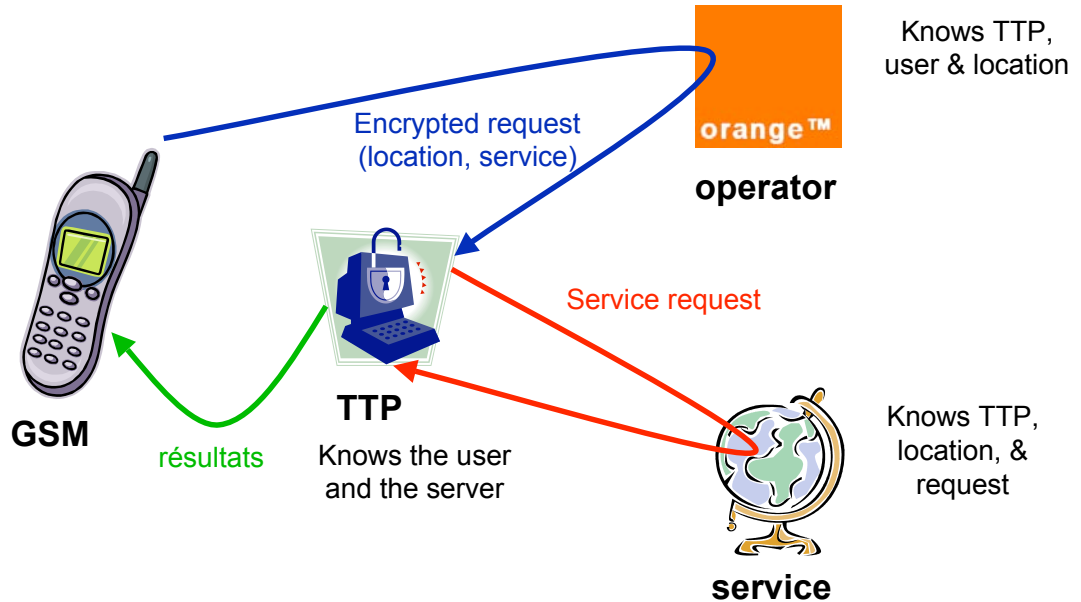 Knows TTP,
user & location
Encrypted request
(location, service)
orange™
operator
Service request
TTP
GSM
résultats
Knows the user
and the server
Knows TTP,
location, &
request
service